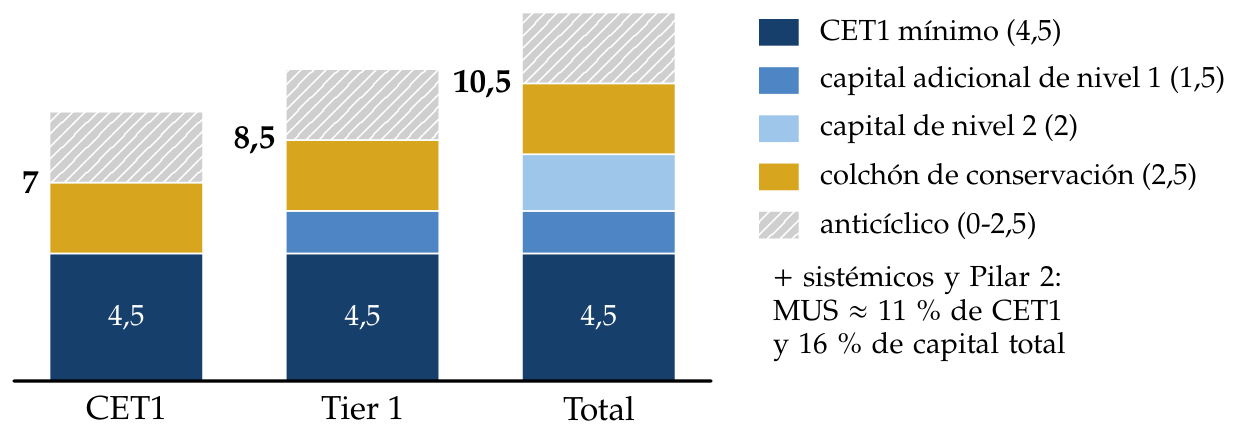 CET1 mínimo (4,5)
capital adicional de nivel 1 (1,5)
capital de nivel 2 (2)
colchón de conservación (2,5)
anticíclico (0-2,5)
+ sistémicos y Pilar 2:
MUS ≈ 11 % de CET1
y 16 % de capital total
7
8,5
10,5
4,5
4,5
4,5
CET1
Tier 1
Total